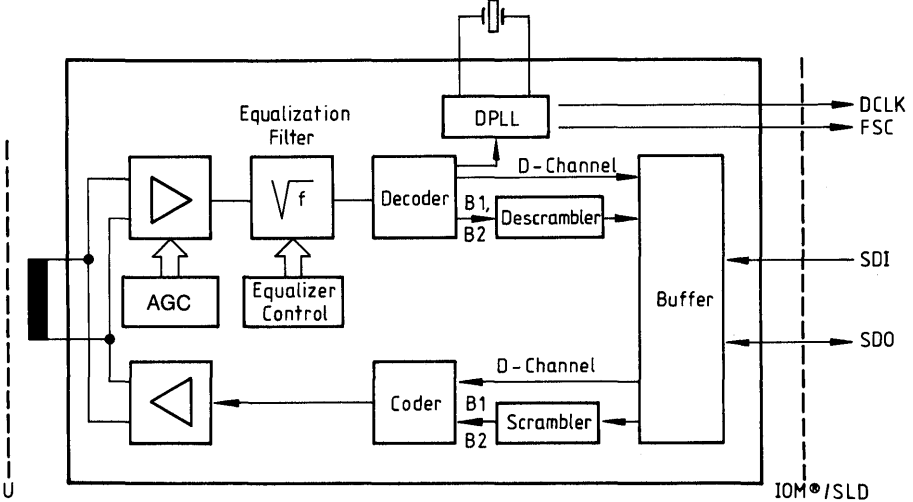 DPLL
DCLK
FSC
Equalization
Filter
√f
Decoder
D-Channel
B1,
B2
Descrambler
AGC
Equalizer
Control
Buffer
SDI
SDO
D-Channel
Coder
B1
B2
Scrambler
U
IOM®/SLD